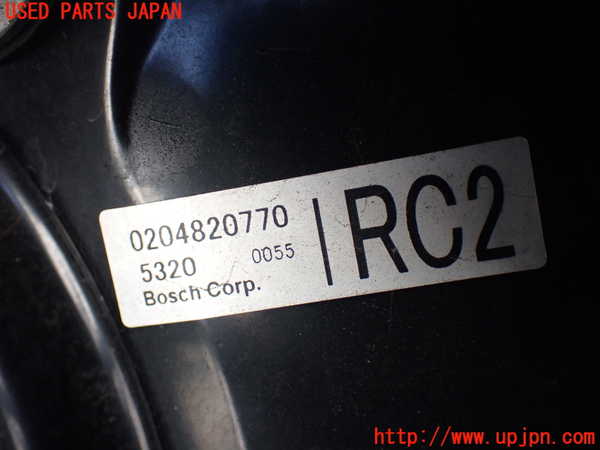 USED PARTS JAPAN
0204820770
5320 0055
Bosch Corp.
RC2
http://www.upjpn.com/